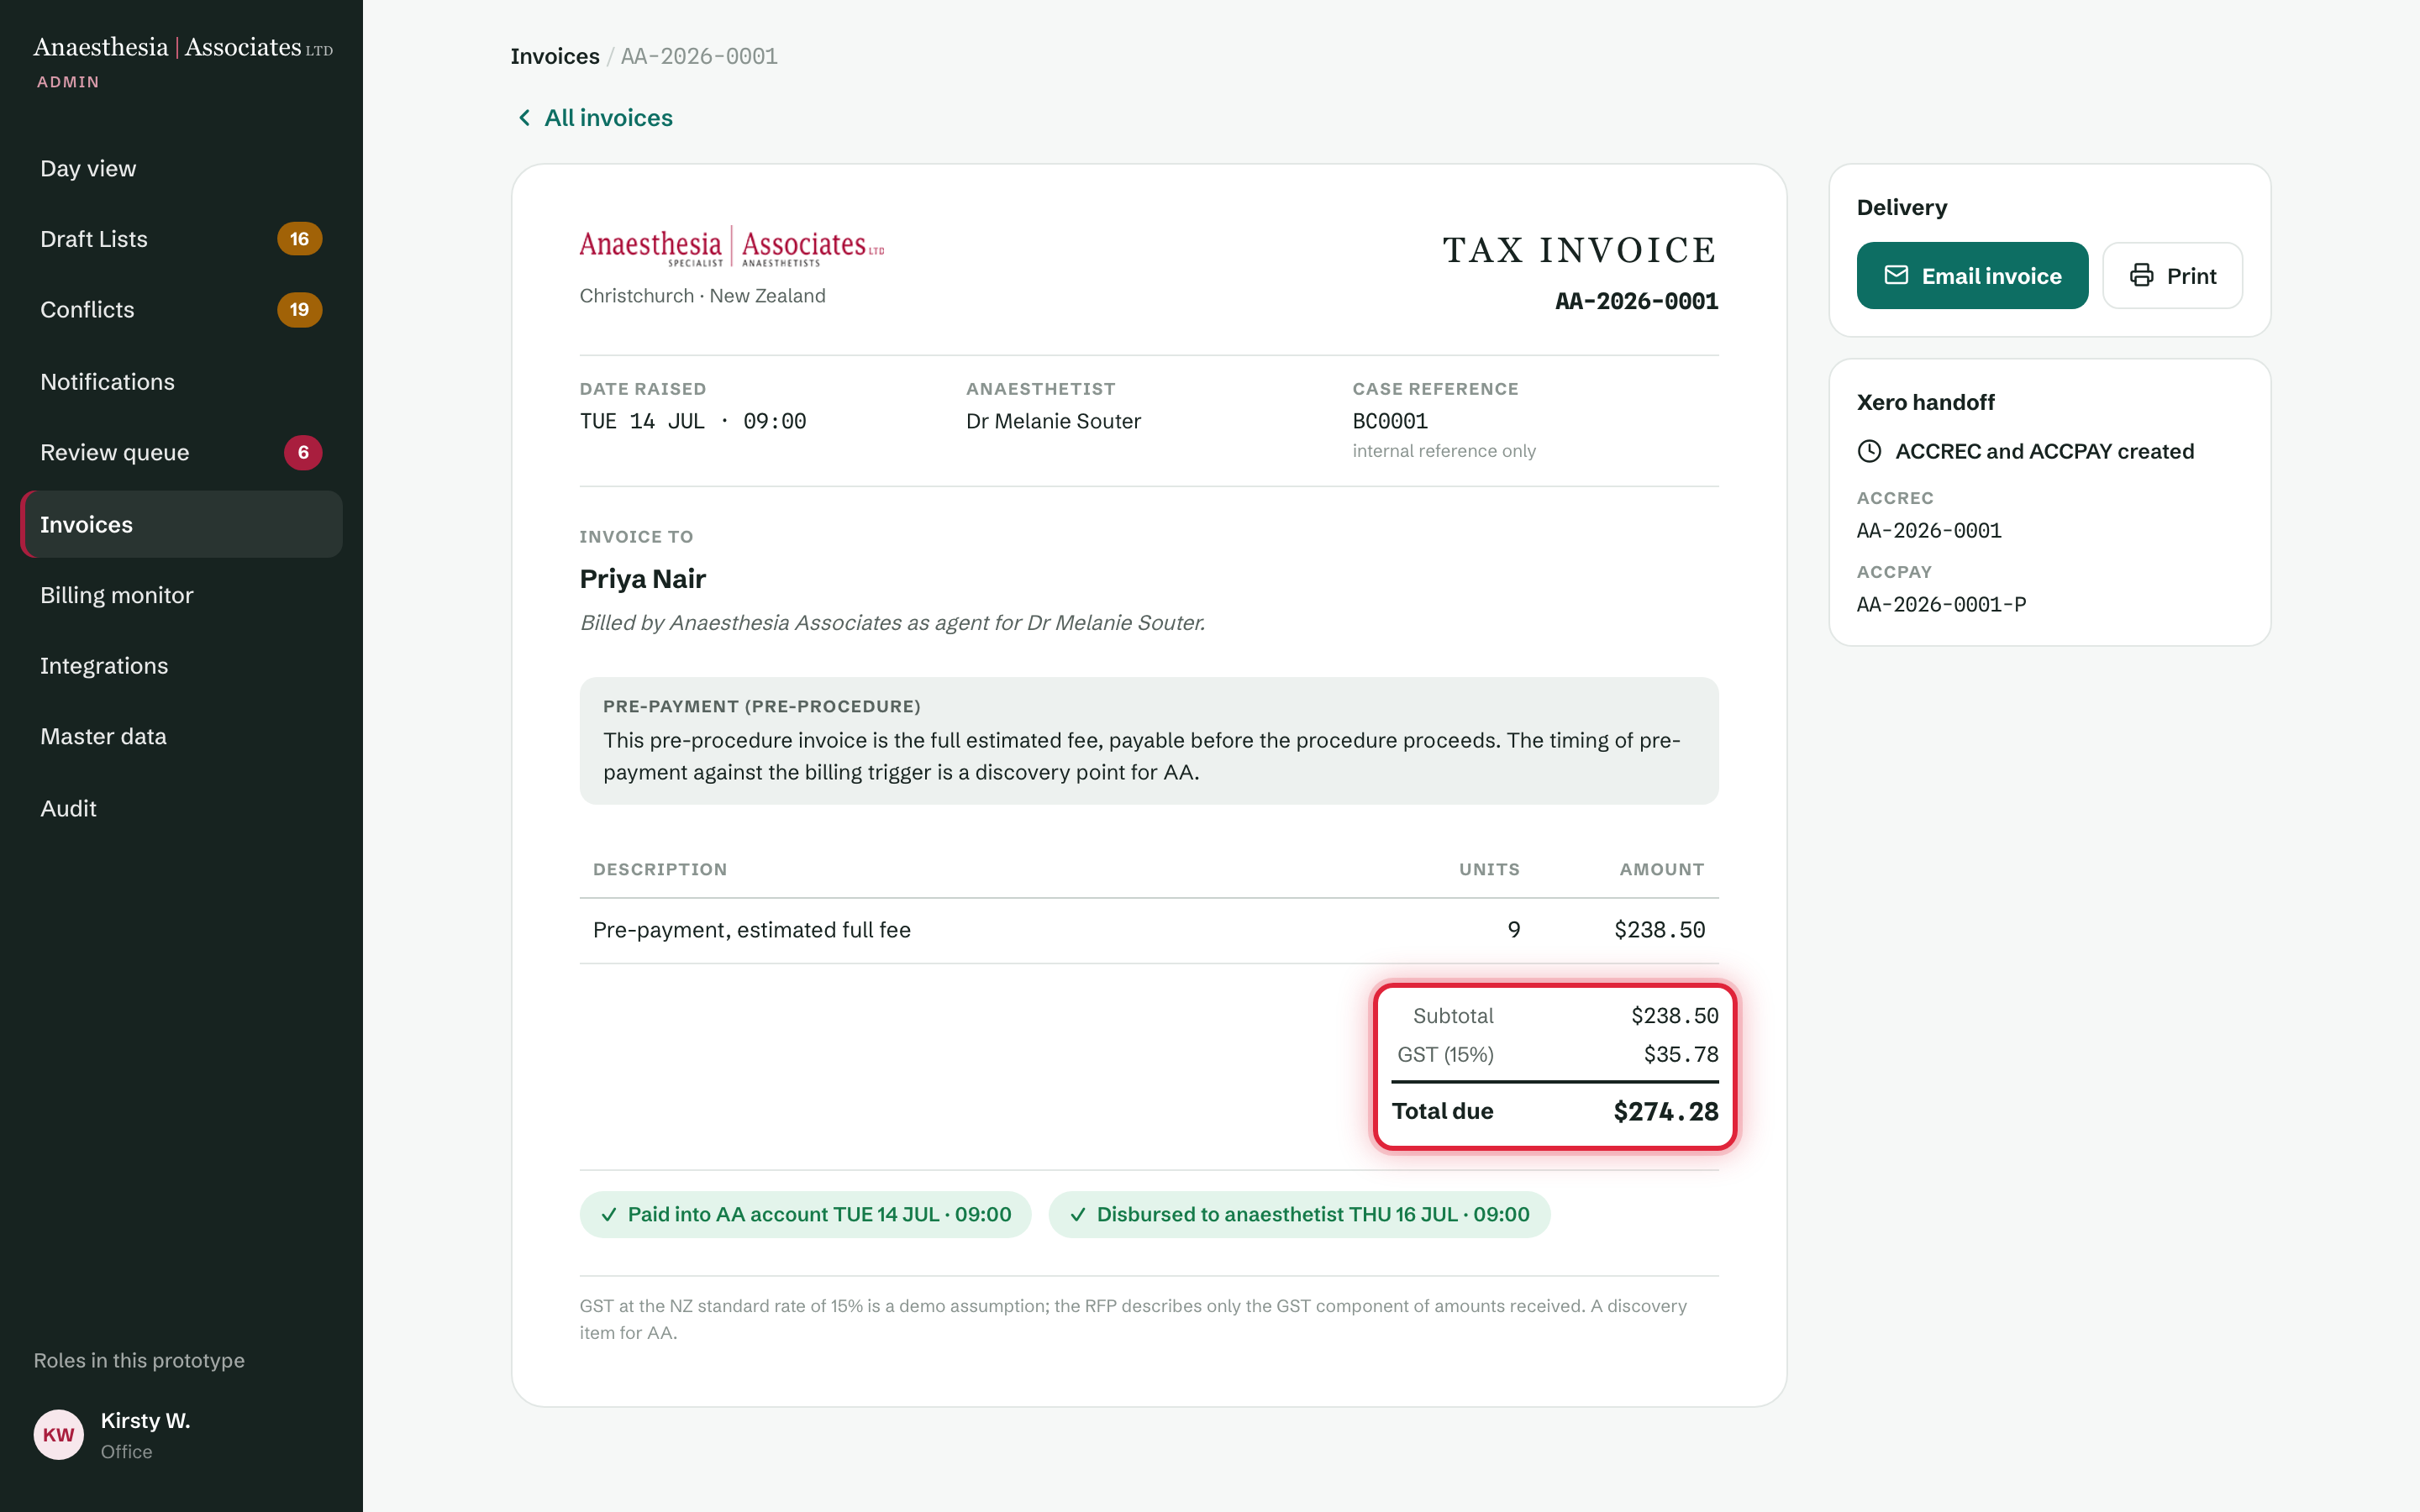 Anaesthesia | Associates LTD
ADMIN
Day view
Draft Lists 16
Conflicts 19
Notifications
Review queue 6
Invoices
Billing monitor
Integrations
Master data
Audit
Roles in this prototype
KW
Kirsty W.
Office
Invoices / AA-2026-0001
All invoices
Anaesthesia | Associates LTD
SPECIALIST ANAESTHETISTS
Christchurch · New Zealand
TAX INVOICE
AA-2026-0001
DATE RAISED
TUE 14 JUL · 09:00
ANAESTHETIST
Dr Melanie Souter
CASE REFERENCE
BC0001
internal reference only
INVOICE TO
Priya Nair
Billed by Anaesthesia Associates as agent for Dr Melanie Souter.
PRE-PAYMENT (PRE-PROCEDURE)
This pre-procedure invoice is the full estimated fee, payable before the procedure proceeds. The timing of pre-
payment against the billing trigger is a discovery point for AA.
DESCRIPTION UNITS AMOUNT
Pre-payment, estimated full fee 9 $238.50
Subtotal $238.50
GST (15%) $35.78
Total due $274.28
Paid into AA account TUE 14 JUL · 09:00
Disbursed to anaesthetist THU 16 JUL · 09:00
GST at the NZ standard rate of 15% is a demo assumption; the RFP describes only the GST component of amounts received. A discovery
item for AA.
Delivery
Email invoice
Print
Xero handoff
ACCREC and ACCPAY created
ACCREC
AA-2026-0001
ACCPAY
AA-2026-0001-P